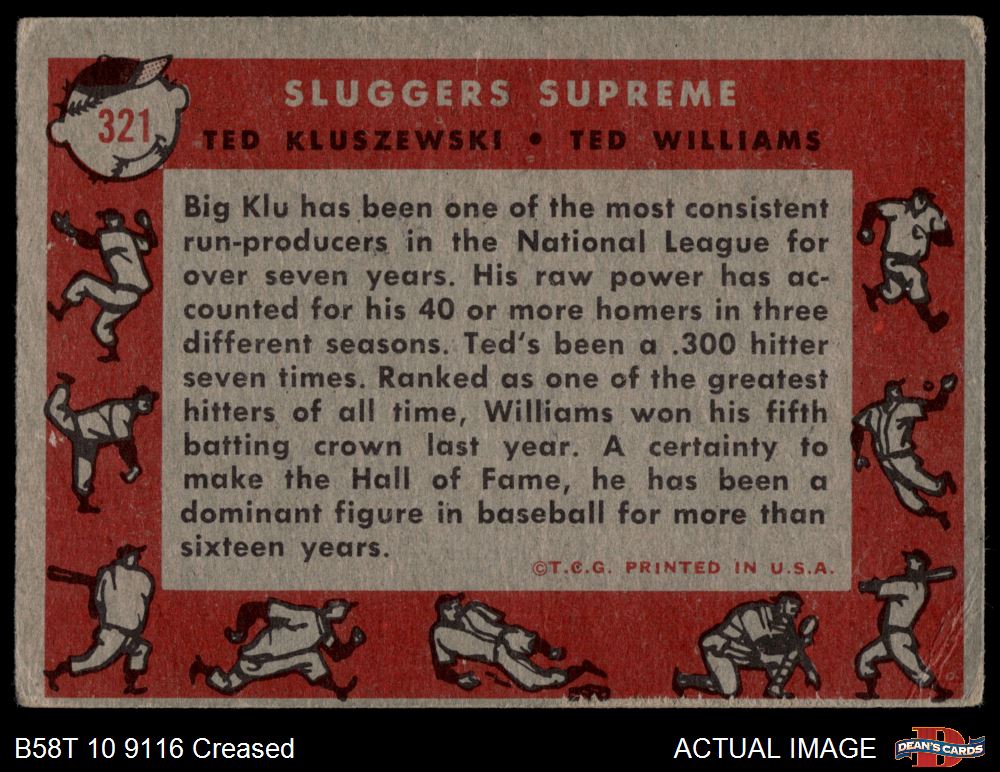 321
SLUGGERS SUPREME
TED KLUSZEWSKI • TED WILLIAMS
Big Klu has been one of the most consistent
run-producers in the National League for
over seven years. His raw power has ac-
counted for his 40 or more homers in three
different seasons. Ted's been a .300 hitter
seven times. Ranked as one of the greatest
hitters of all time, Williams won his fifth
batting crown last year. A certainty to
make the Hall of Fame, he has been a
dominant figure in baseball for more than
sixteen years.
©T.C.G. PRINTED IN U.S.A.
B58T 10 9116 Creased
ACTUAL IMAGE
D
DEAN'S CARDS